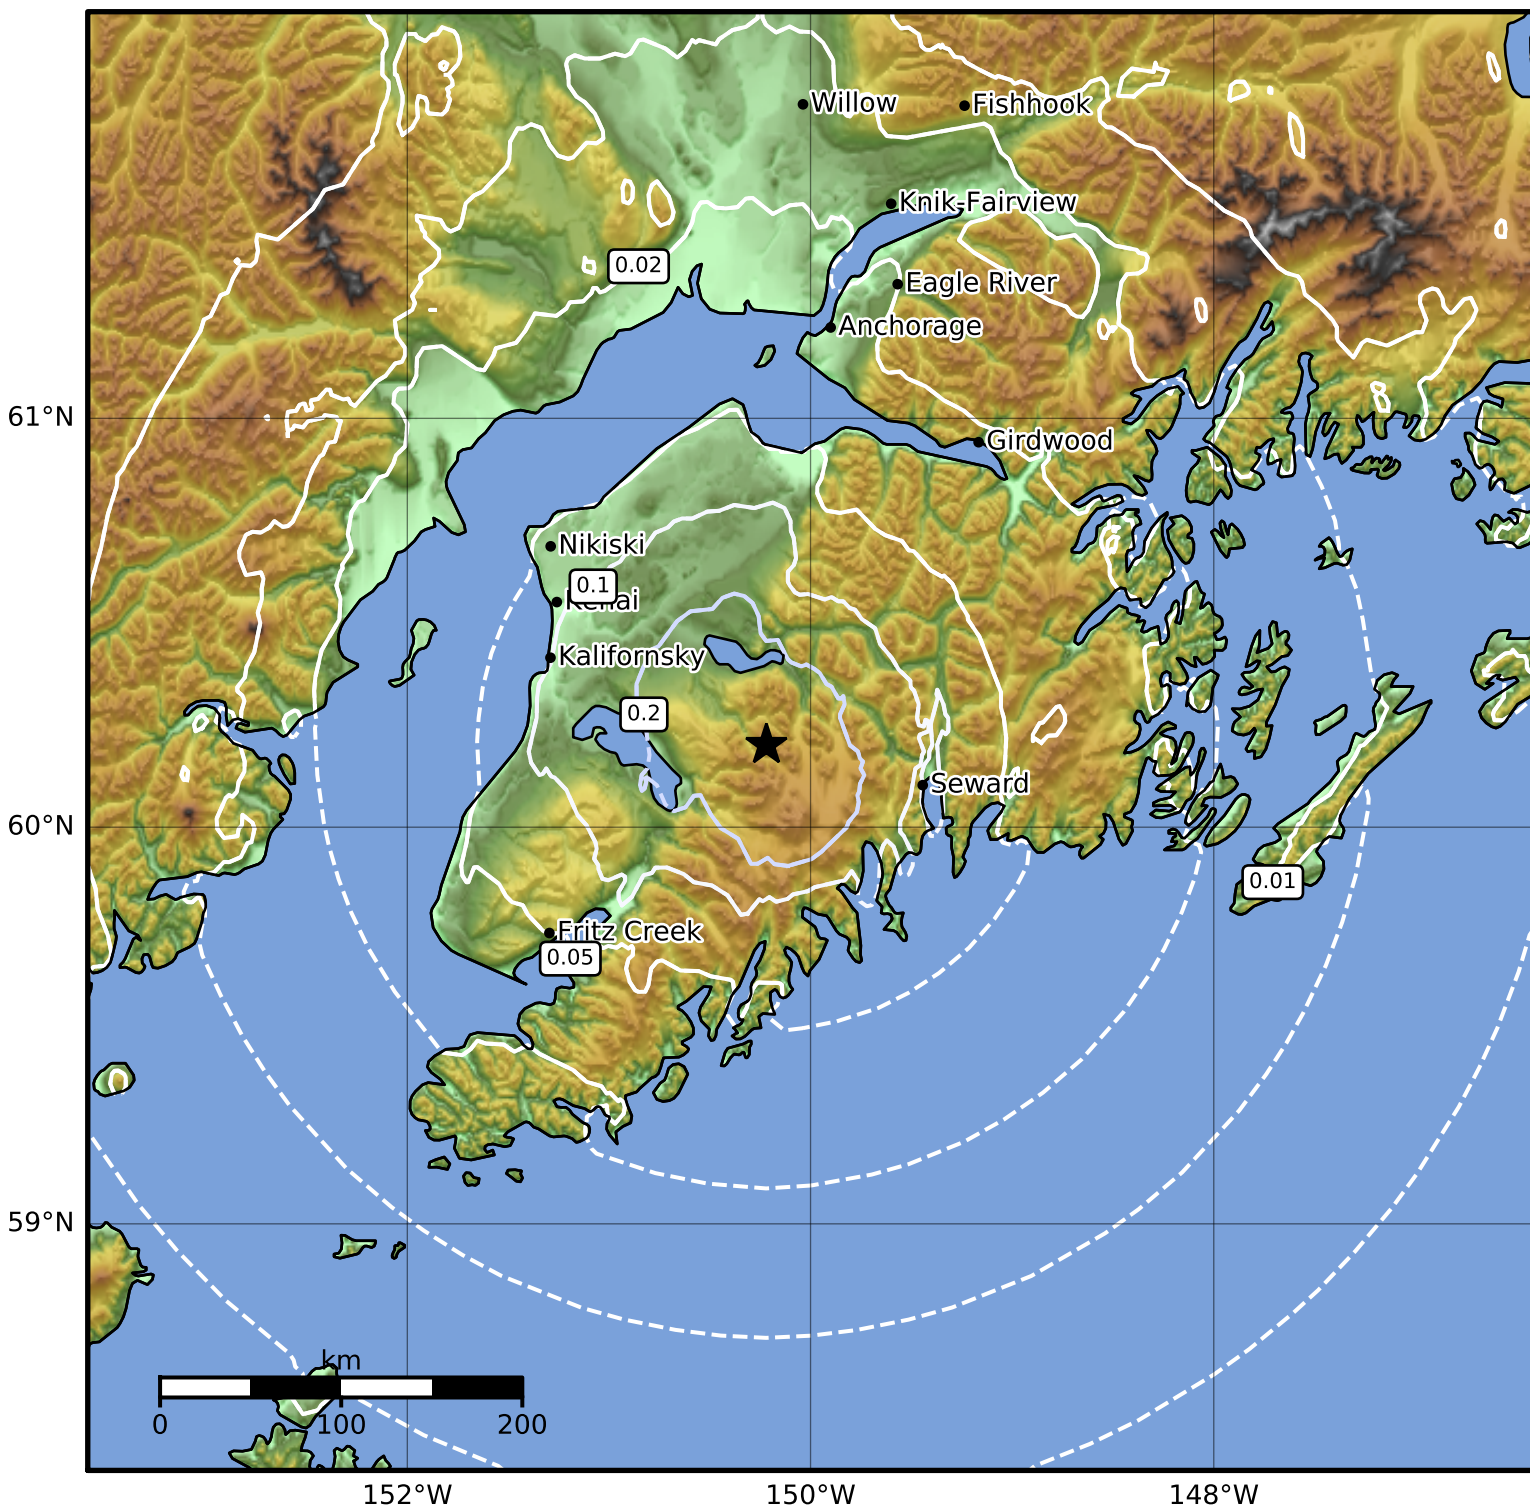 Willow
Fishhook
Knik-Fairview
0.02
Eagle River
Anchorage
61°N
Girdwood
Nikiski
0.1
Kenai
Kalifornsky
0.2
Seward
60°N
0.01
Fritz Creek
0.05
59°N
km
0 100 200
152°W 150°W 148°W